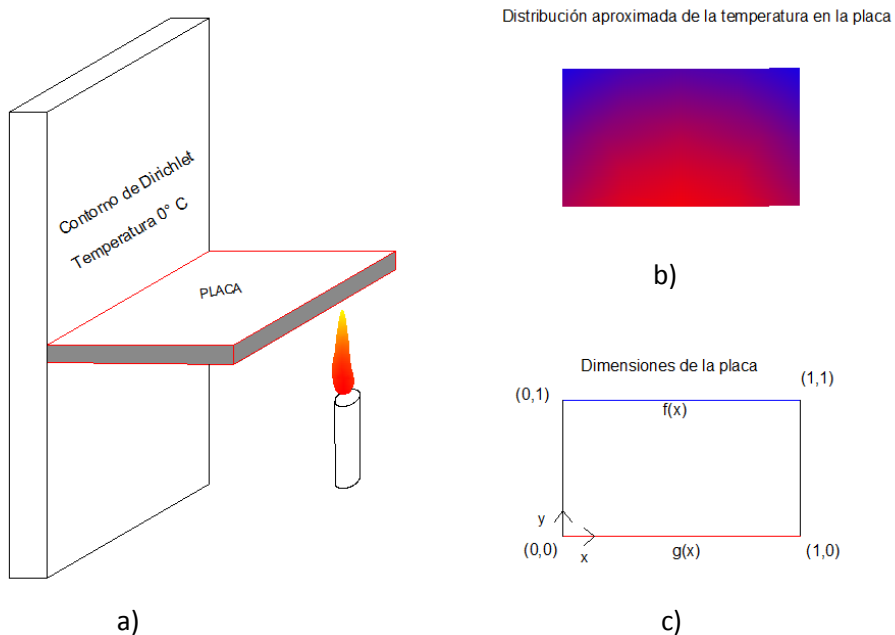 Distribución aproximada de la temperatura en la placa
Contorno de Dirichlet
Temperatura 0° C
PLACA
b)
Dimensiones de la placa
(0,1)
(1,1)
f(x)
y
x
(0,0)
g(x)
(1,0)
a)
c)